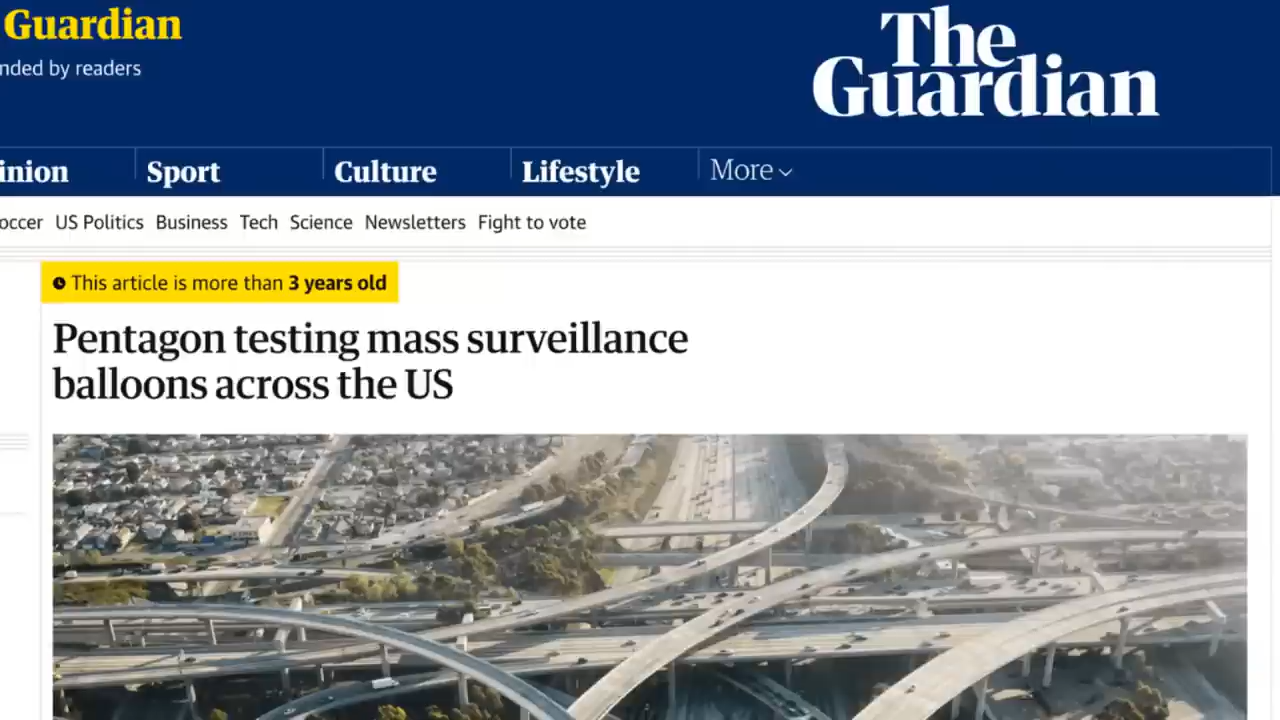 Guardian
nded by readers
The
Guardian
inion
Sport
Culture
Lifestyle
More
occer
US Politics
Business
Tech
Science
Newsletters
Fight to vote
This article is more than 3 years old
Pentagon testing mass surveillance
balloons across the US